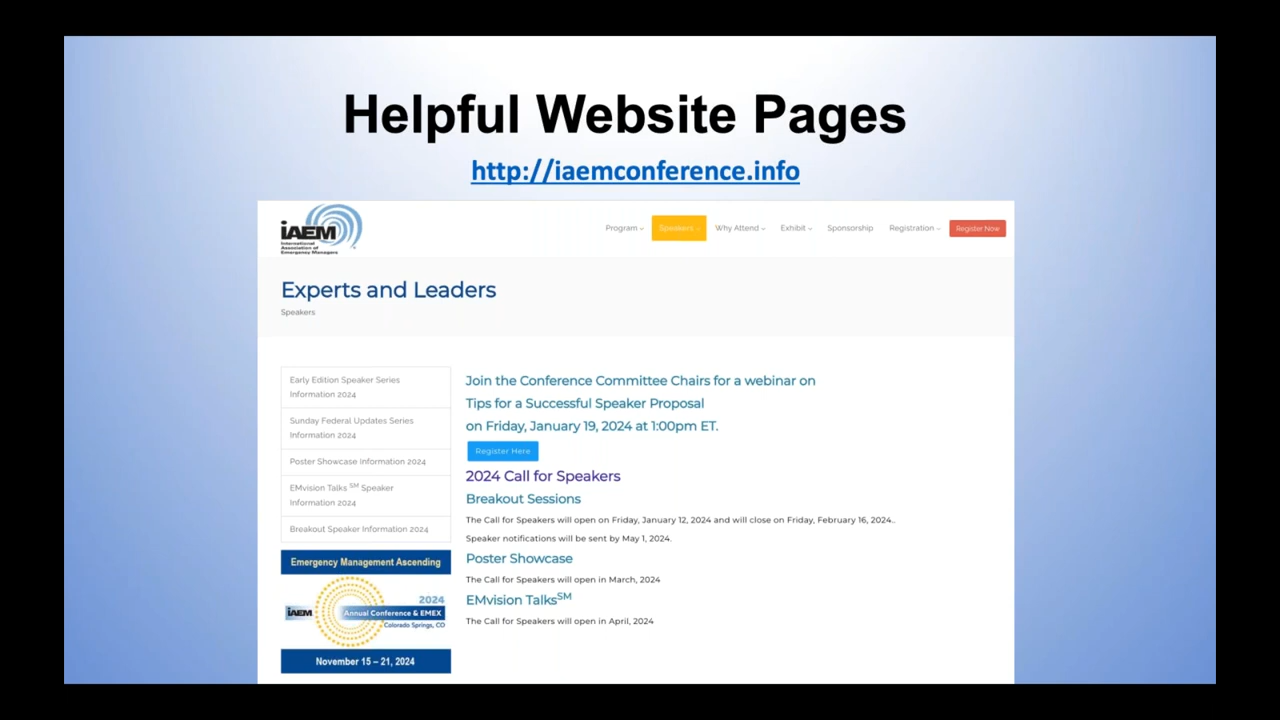 Helpful Website Pages
http://iaemconference.info
iAEM
International
Association of
Emergency Managers
Program
Speakers
Why Attend
Exhibit
Sponsorship
Registration
Register Now
Experts and Leaders
Speakers
Early Edition Speaker Series
Information 2024
Sunday Federal Updates Series
Information 2024
Poster Showcase Information 2024
EMvision Talks SM Speaker
Information 2024
Breakout Speaker Information 2024
Emergency Management Ascending
2024
iAEM
Annual Conference & EMEX
Colorado Springs, CO
November 15 – 21, 2024
Join the Conference Committee Chairs for a webinar on
Tips for a Successful Speaker Proposal
on Friday, January 19, 2024 at 1:00pm ET.
Register Here
2024 Call for Speakers
Breakout Sessions
The Call for Speakers will open on Friday, January 12, 2024 and will close on Friday, February 16, 2024..
Speaker notifications will be sent by May 1, 2024.
Poster Showcase
The Call for Speakers will open in March, 2024
EMvision TalksSM
The Call for Speakers will open in April, 2024